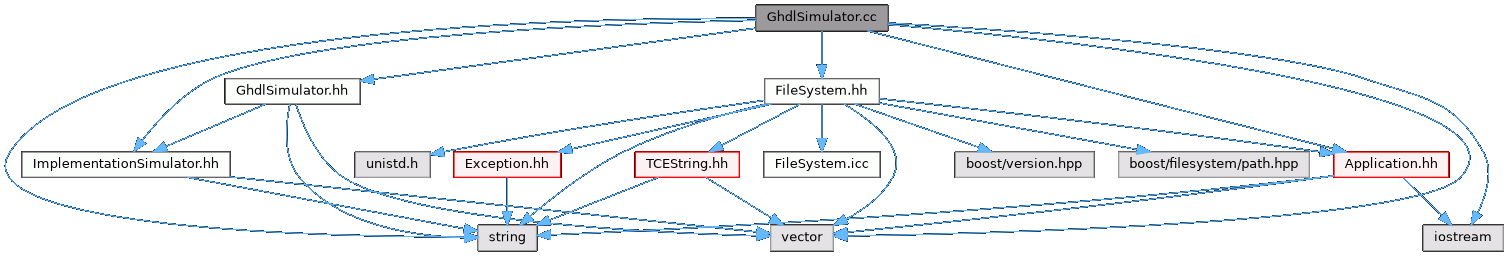 GhdlSimulator.cc
GhdlSimulator.hh
FileSystem.hh
ImplementationSimulator.hh
unistd.h
Exception.hh
TCEString.hh
FileSystem.icc
boost/version.hpp
boost/filesystem/path.hpp
Application.hh
string
vector
iostream